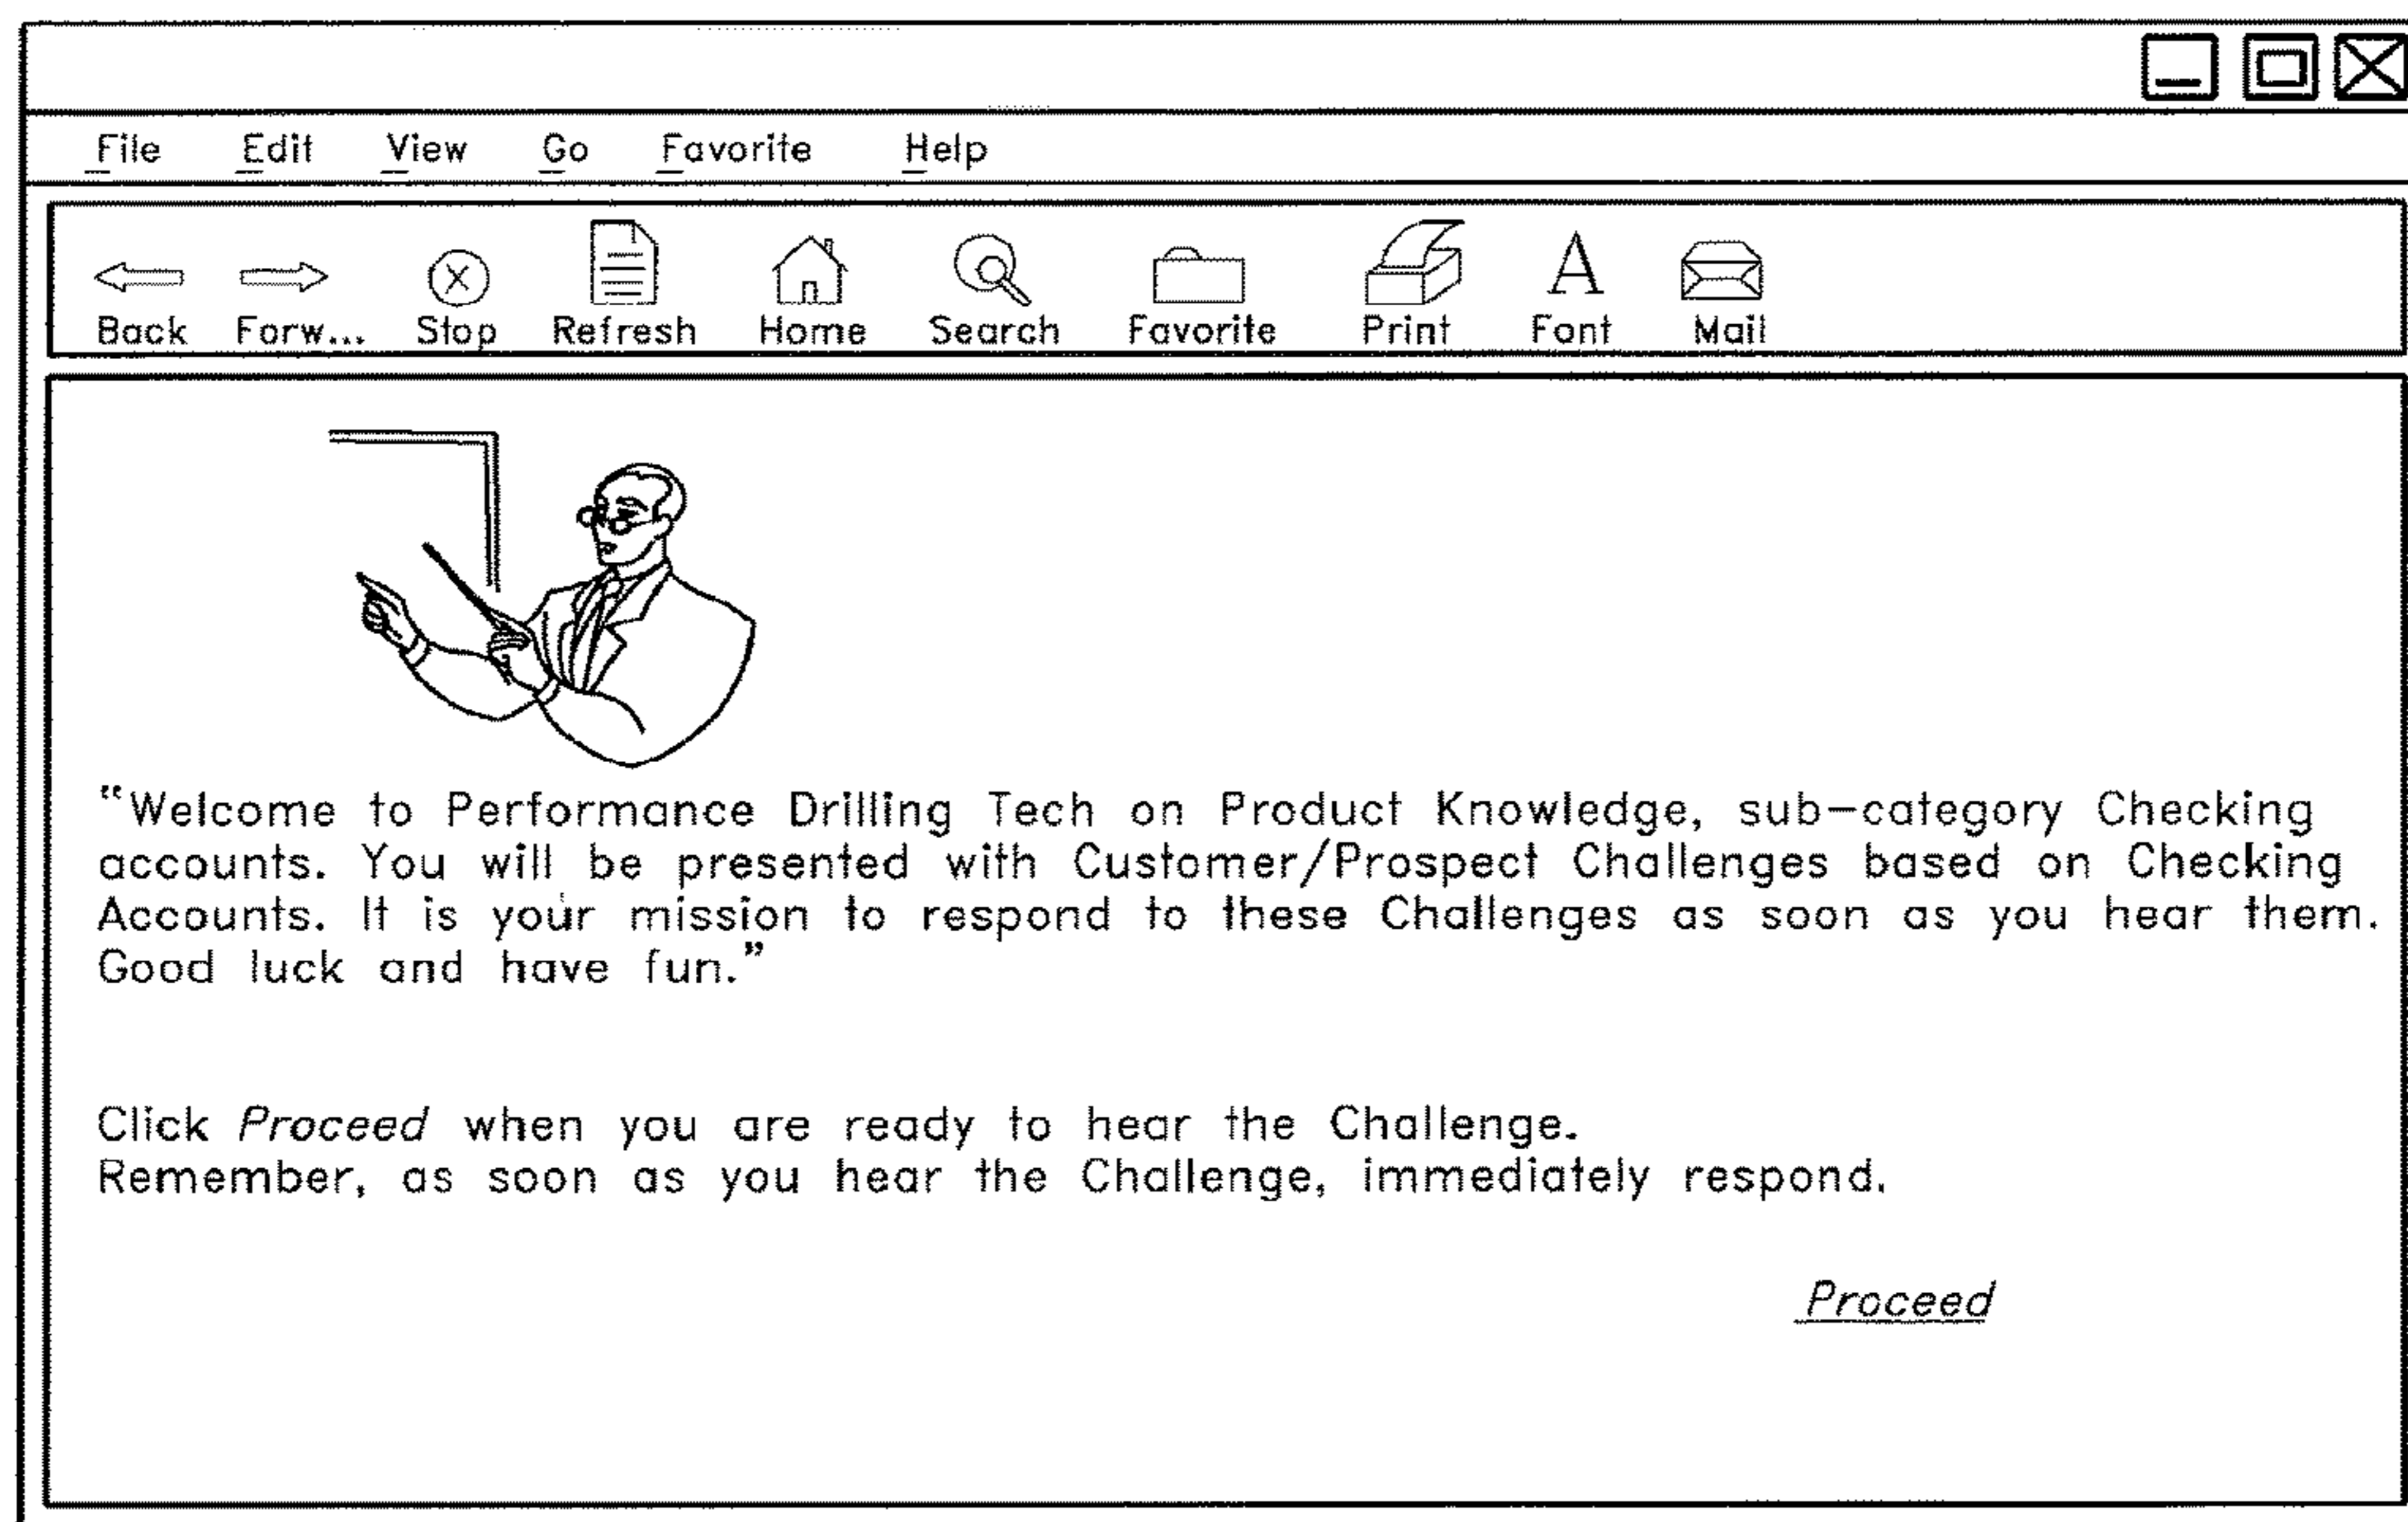 File Edit View Go Favorite Help
Back Forw... Stop Refresh Home Search Favorite Print Font Mail
“Welcome to Performance Drilling Tech on Product Knowledge, sub-category Checking
accounts. You will be presented with Customer/Prospect Challenges based on Checking
Accounts. It is your mission to respond to these Challenges as soon as you hear them.
Good luck and have fun.”
Click Proceed when you are ready to hear the Challenge.
Remember, as soon as you hear the Challenge, immediately respond.
Proceed